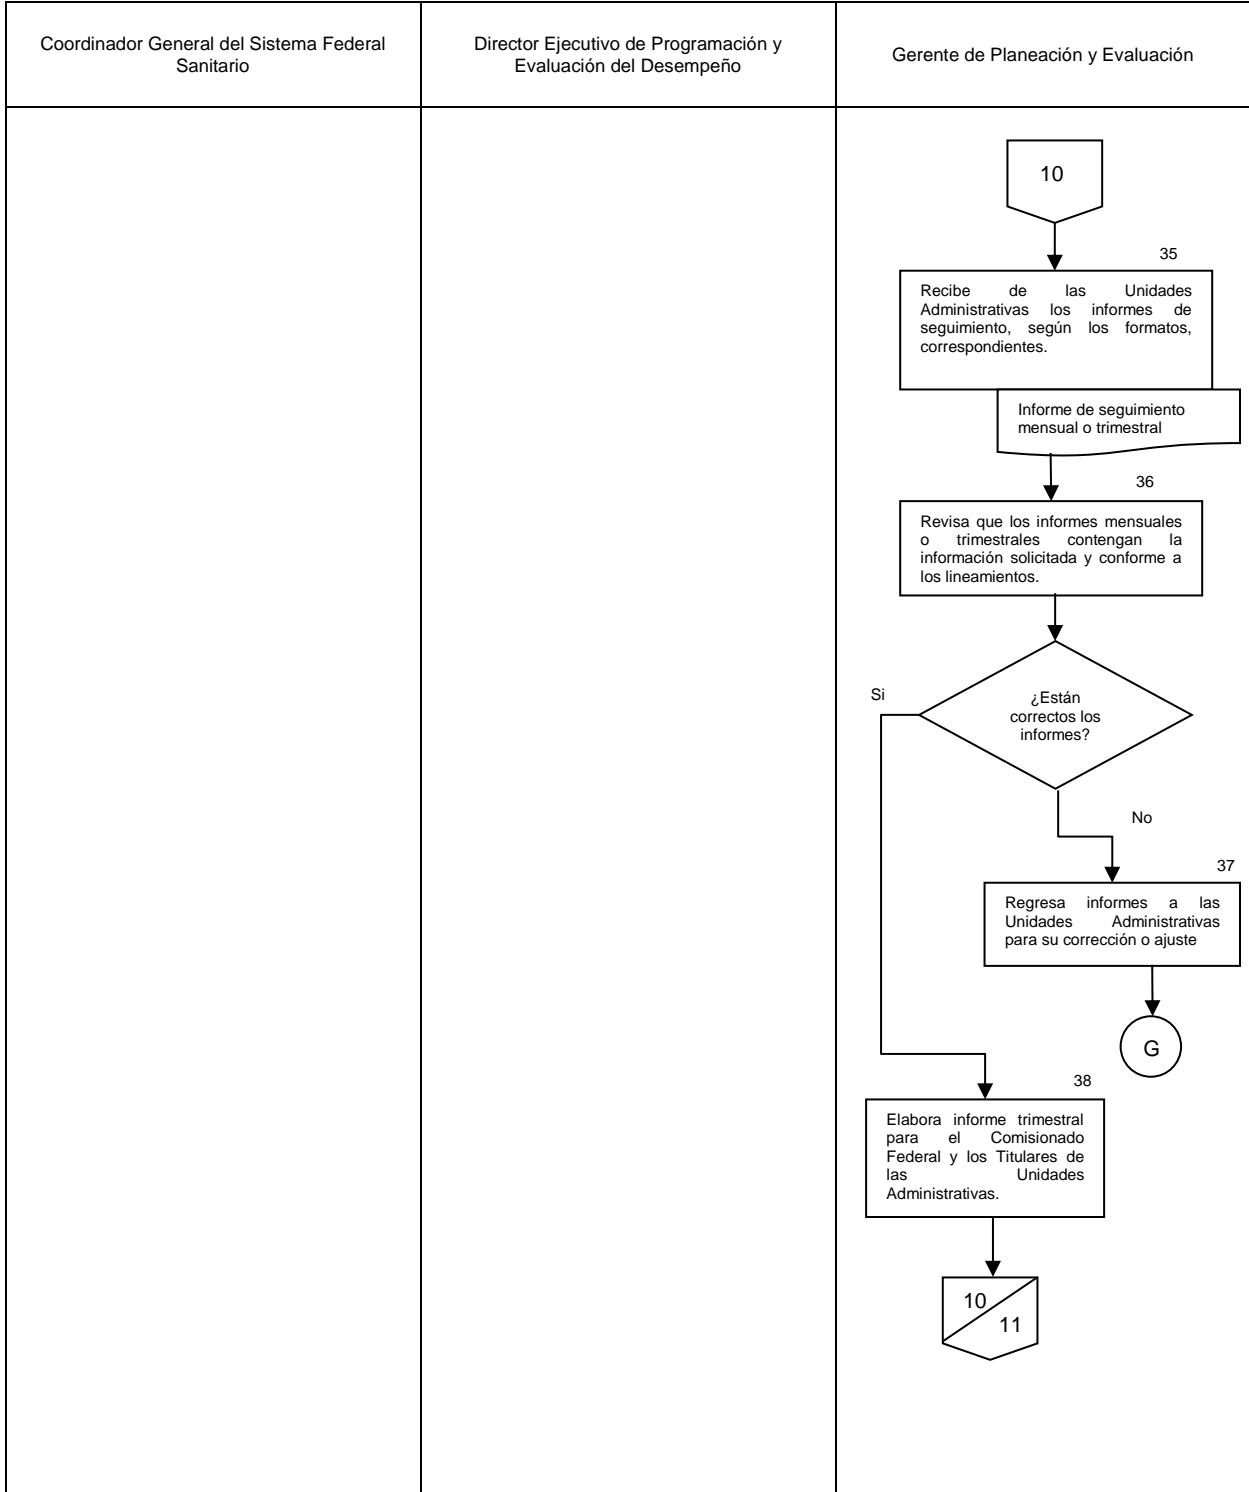 Coordinador General del Sistema Federal
Sanitario
Director Ejecutivo de Programación y
Evaluación del Desempeño
Gerente de Planeación y Evaluación
10
35
Recibe de las Unidades
Administrativas los informes de
seguimiento, según los formatos,
correspondientes.
Informe de seguimiento
mensual o trimestral
36
Revisa que los informes mensuales
o trimestrales contengan la
información solicitada y conforme a
los lineamientos.
Si
¿Están
correctos los
informes?
No
37
Regresa informes a las
Unidades Administrativas
para su corrección o ajuste
G
38
Elabora informe trimestral
para el Comisionado
Federal y los Titulares de
las Unidades
Administrativas.
10
11